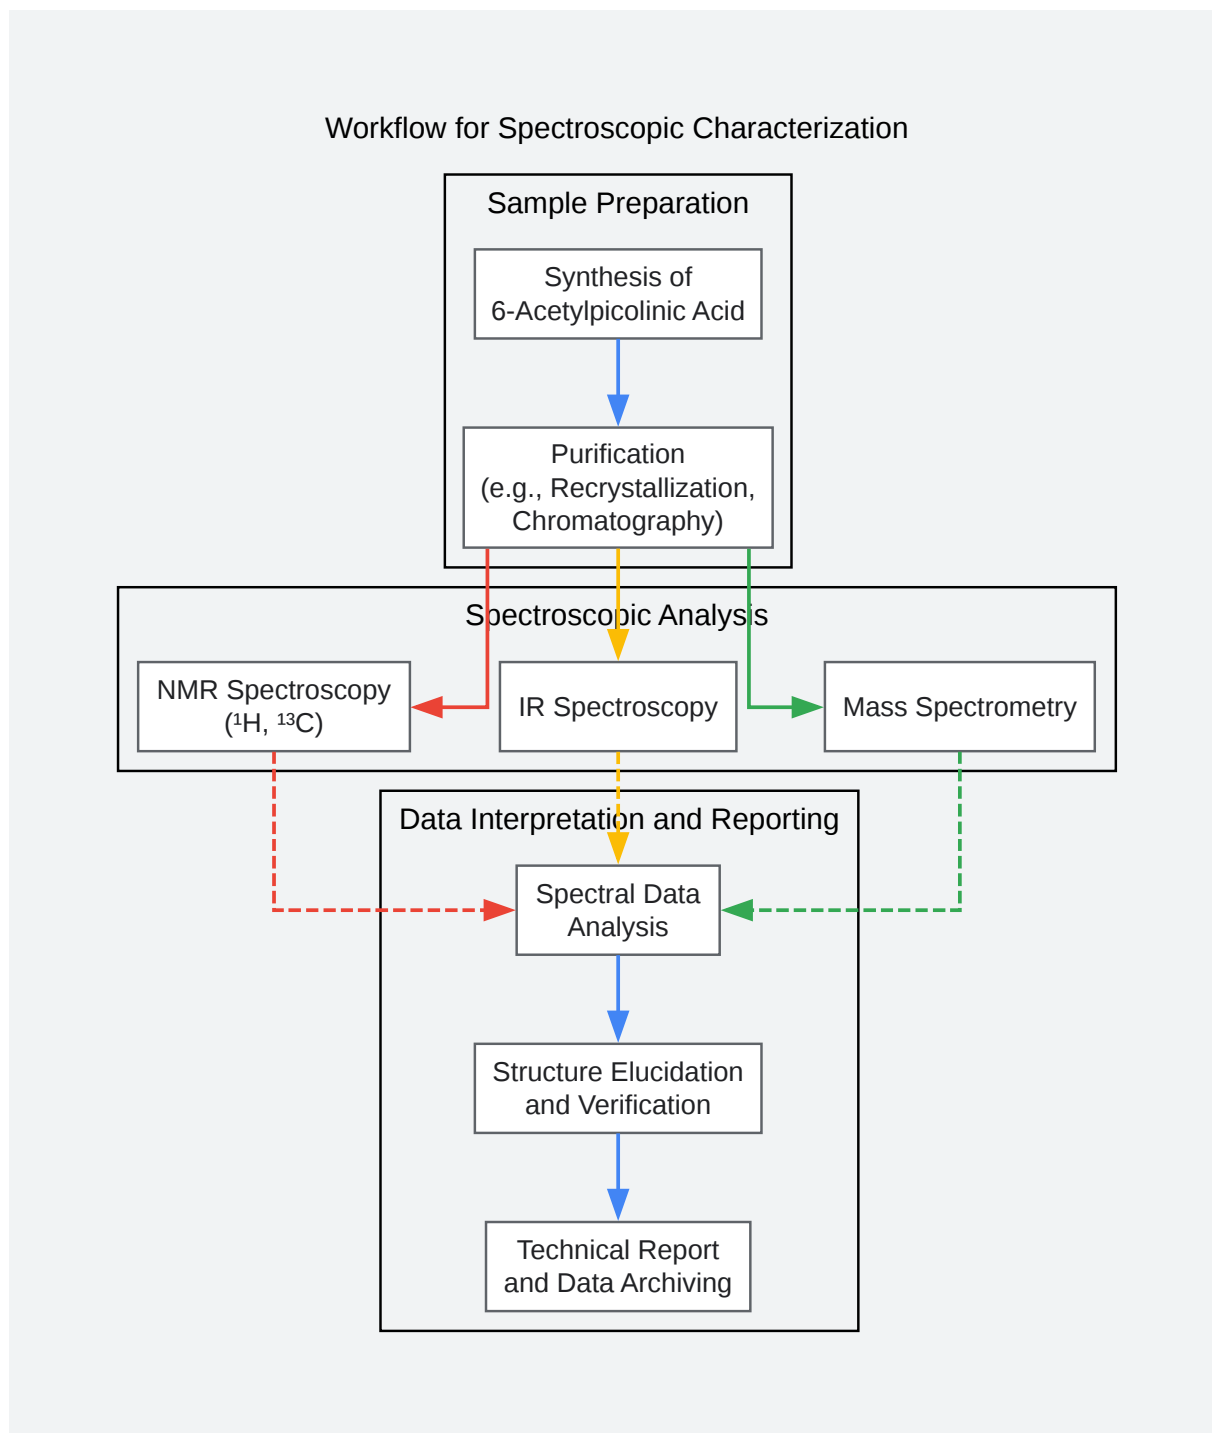 Workflow for Spectroscopic Characterization
Sample Preparation
Synthesis of
6-Acetylpicolinic Acid
Purification
(e.g., Recrystallization,
Chromatography)
Spectroscopic Analysis
NMR Spectroscopy
(¹H, ¹³C)
IR Spectroscopy
Mass Spectrometry
Data Interpretation and Reporting
Spectral Data
Analysis
Structure Elucidation
and Verification
Technical Report
and Data Archiving